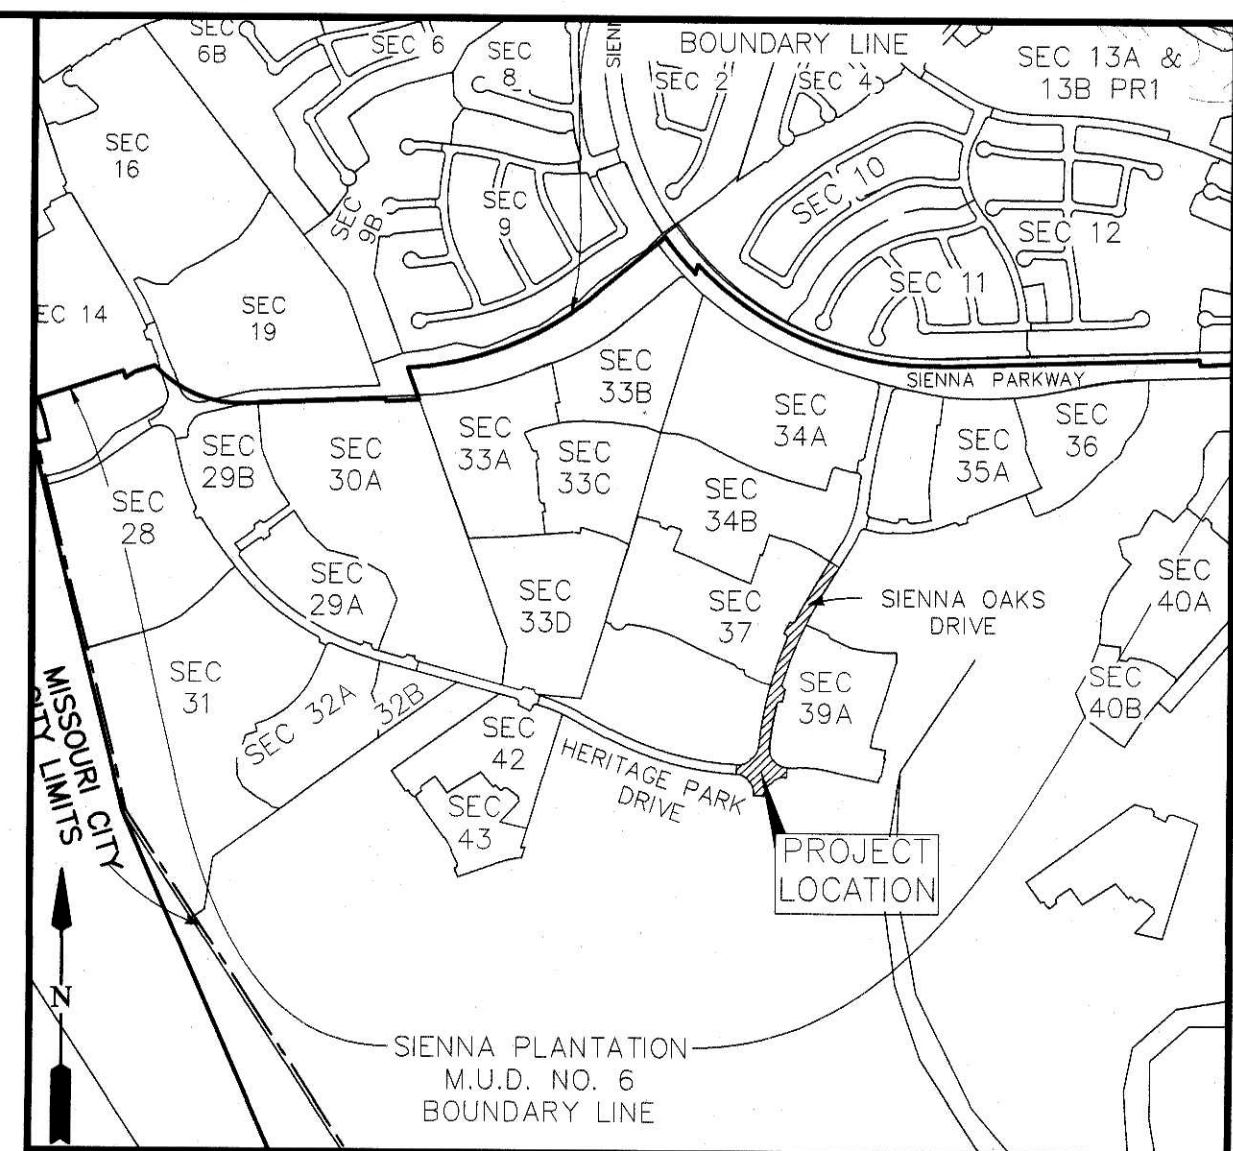 SEC
6B
SEC 6
SEC
8
SIEN
BOUNDARY LINE
SEC 2
SEC 4
SEC 13A &
13B PR1
SEC
16
SEC
9B
SEC
9
SEC 10
SEC 12
SEC 11
EC 14
SEC
19
SEC
33B
SIENNA PARKWAY
SEC
34A
SEC
36
SEC
35A
SEC
33A
SEC
33C
SEC
29B
SEC
30A
SEC
28
SEC
34B
SEC
29A
SEC
33D
SEC
37
SIENNA OAKS
DRIVE
SEC
40A
SEC
31
SEC 32A
32B
SEC
39A
SEC
40B
SEC
42
HERITAGE PARK
DRIVE
SEC
43
MISSOURI CITY
CITY LIMITS
PROJECT
LOCATION
N
SIENNA PLANTATION
M.U.D. NO. 6
BOUNDARY LINE